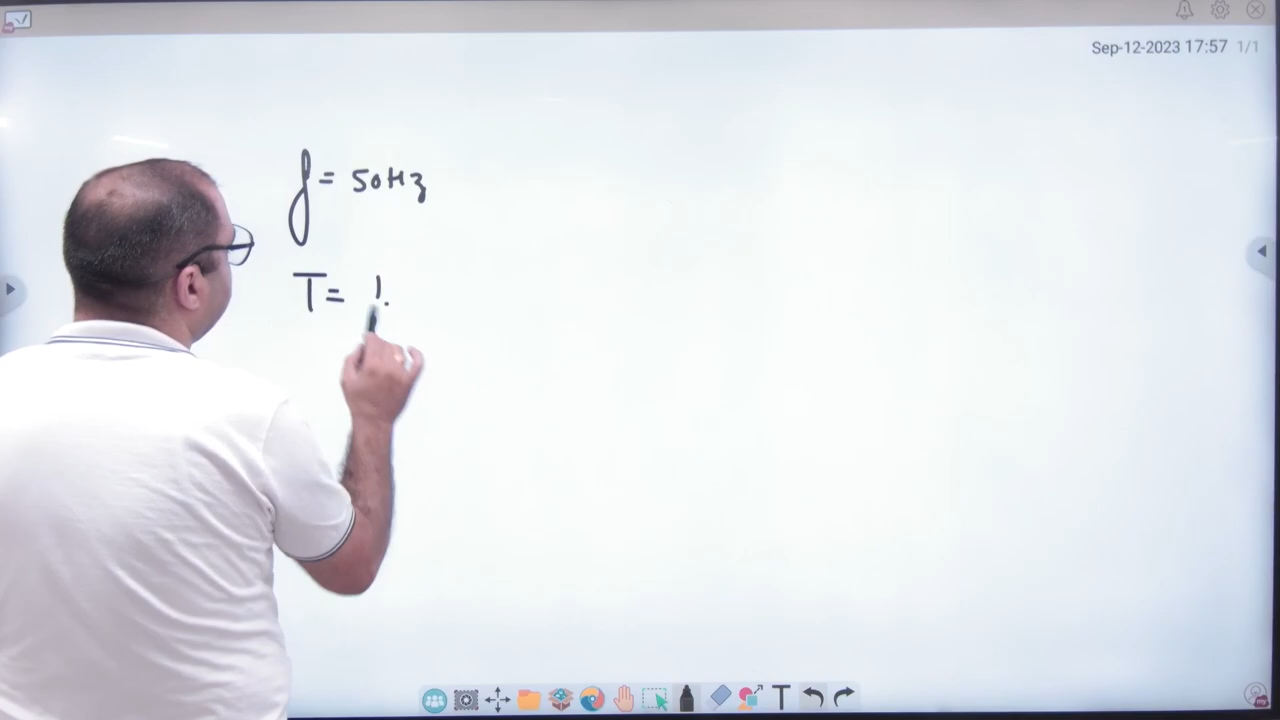 Sep-12-2023 17:57 1/1
f = 50Hz
T = 1
T